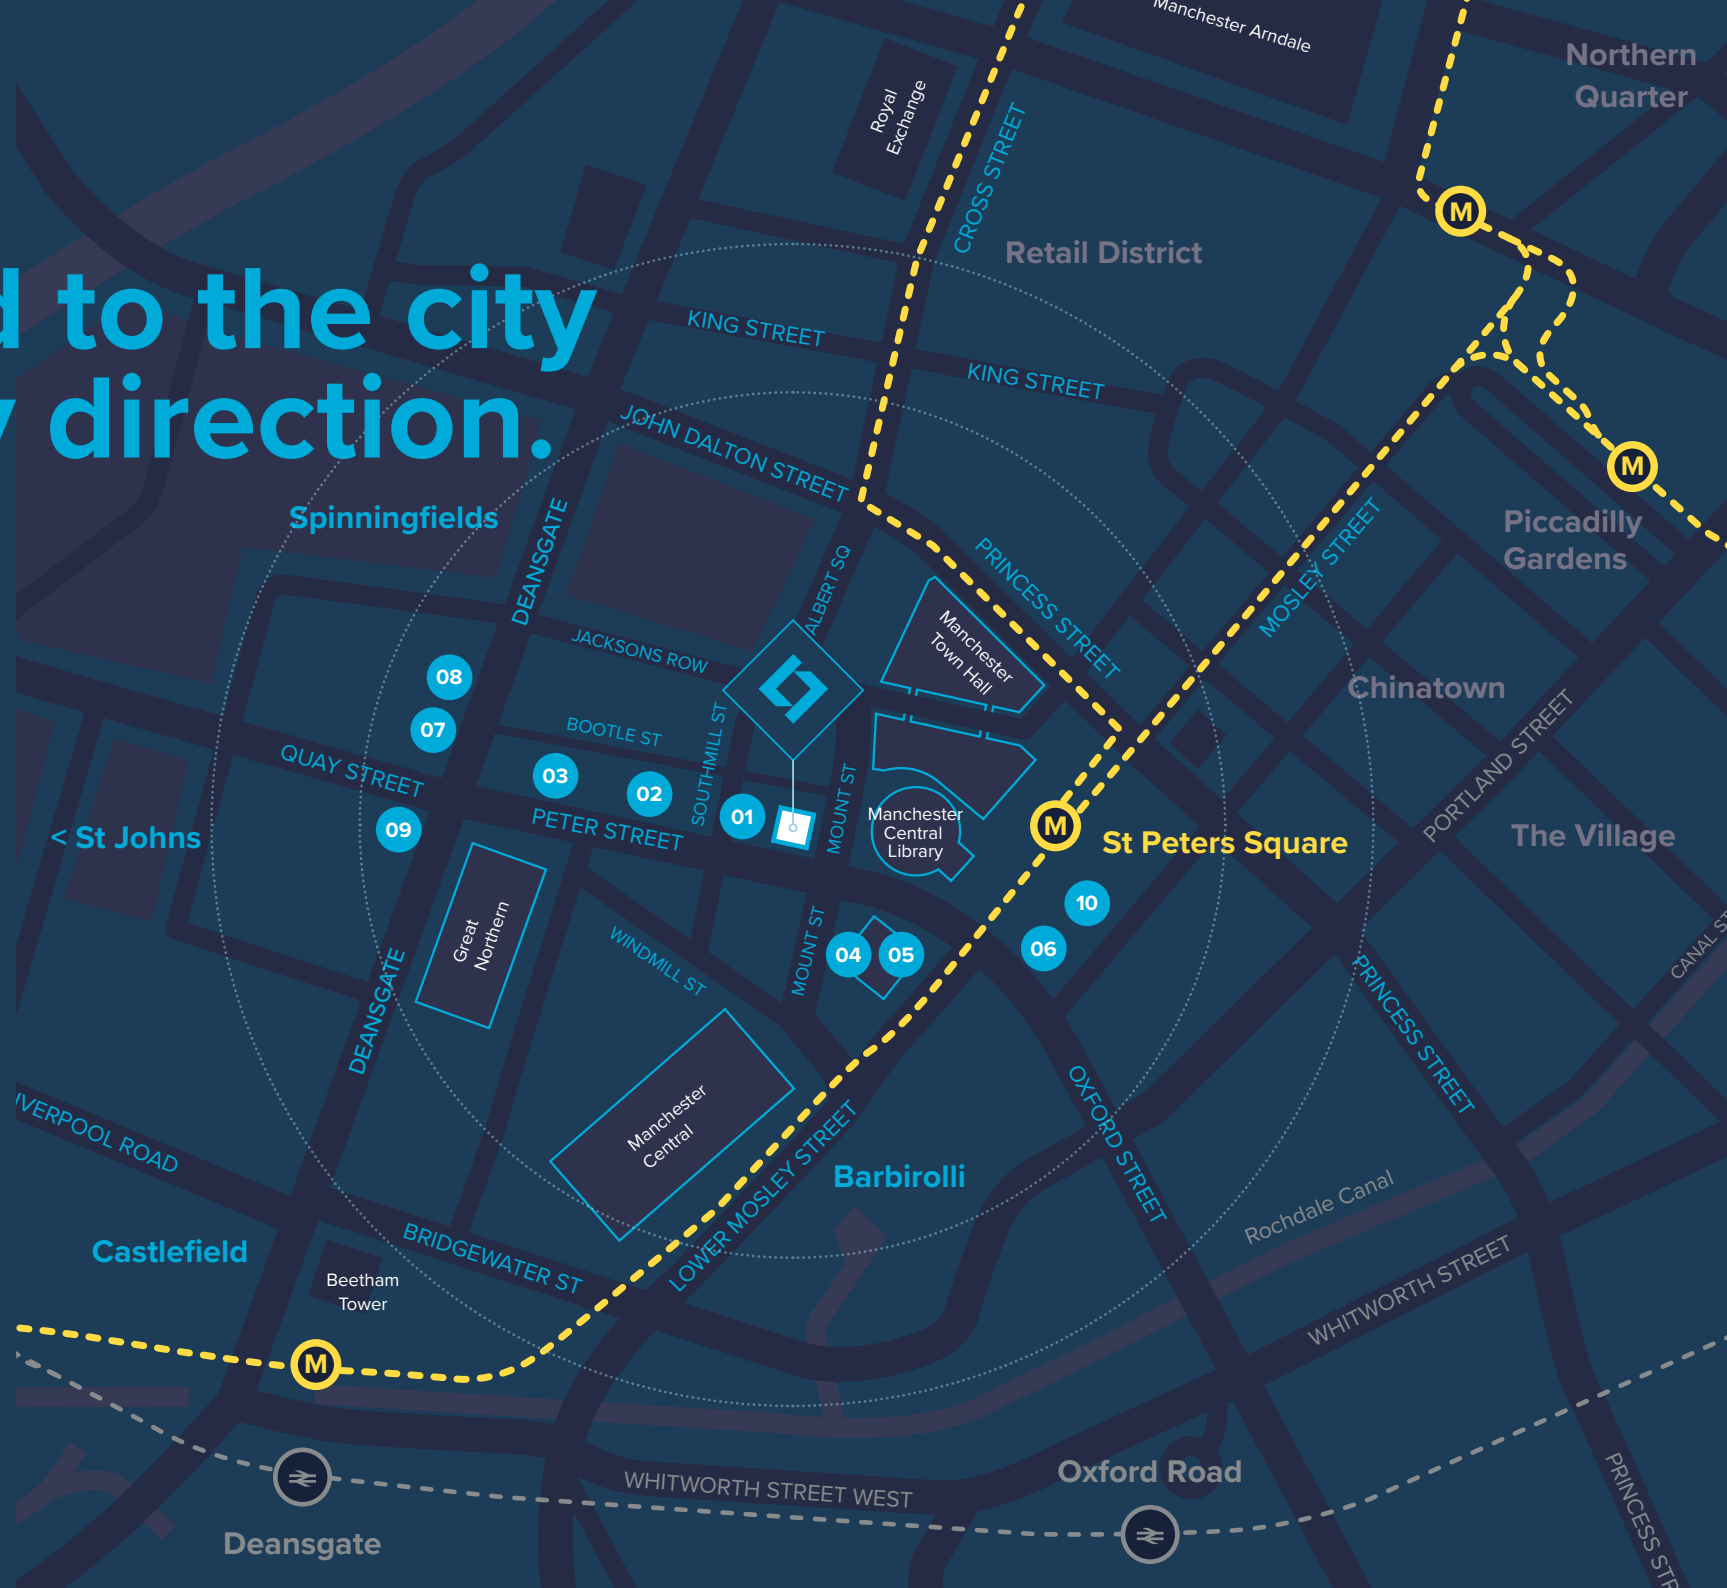 Manchester Arndale
Northern
Quarter
Royal
Exchange
CROSS STREET
M
Retail District
to the city
direction.
KING STREET
KING STREET
JOHN DALTON STREET
M
Spinningfields
DEANSGATE
ALBERT SQ
PRINCESS STREET
MOSLEY STREET
Piccadilly
Gardens
JACKSONS ROW
Manchester
Town Hall
08
Chinatown
07
BOOTLE ST
SOUTHMILL ST
QUAY STREET
03
02
01
MOUNT ST
PORTLAND STREET
09
PETER STREET
Manchester
Central
Library
M
St Peters Square
The Village
< St Johns
Great
Northern
WINDMILL ST
MOUNT ST
04
05
10
06
CANAL ST
PRINCESS STREET
DEANSGATE
Manchester
Central
OXFORD STREET
IVERPOOL ROAD
LOWER MOSLEY STREET
Barbirolli
Rochdale Canal
Castlefield
BRIDGEWATER ST
WHITWORTH STREET
Beetham
Tower
M
Oxford Road
WHITWORTH STREET WEST
PRINCESS STR
Deansgate